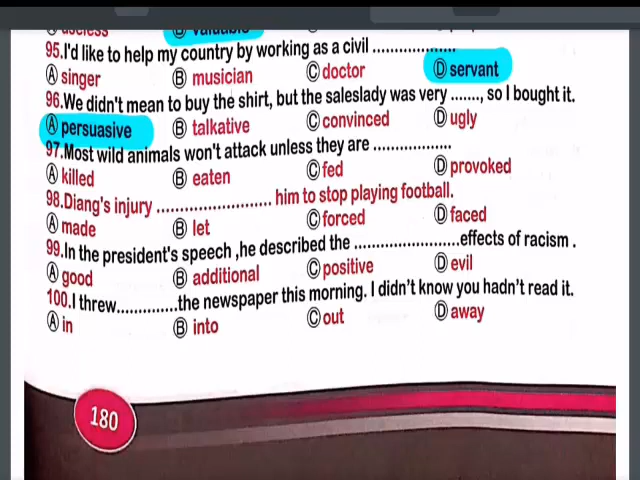 useless B valuable
95.I'd like to help my country by working as a civil ....................
A singer B musician C doctor D servant
96.We didn't mean to buy the shirt, but the saleslady was very ......., so I bought it.
A persuasive B talkative C convinced D ugly
97.Most wild animals won't attack unless they are ...................
A killed B eaten C fed D provoked
98.Diang's injury ........................... him to stop playing football.
A made B let C forced D faced
99.In the president's speech ,he described the .........................effects of racism .
A good B additional C positive D evil
100.I threw..............the newspaper this morning. I didn't know you hadn't read it.
A in B into C out D away
180